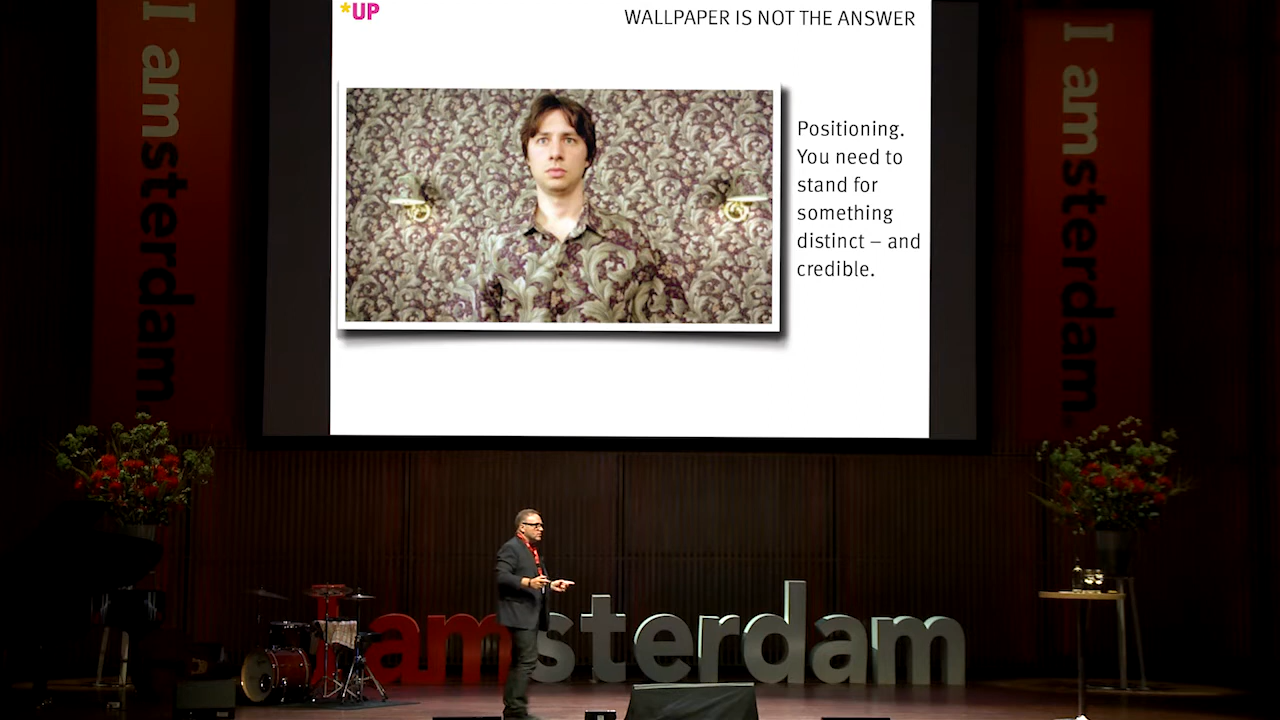 *UP
WALLPAPER IS NOT THE ANSWER
Positioning.
You need to
stand for
something
distinct – and
credible.
I amsterdam.
I amsterdam.
I amsterdam